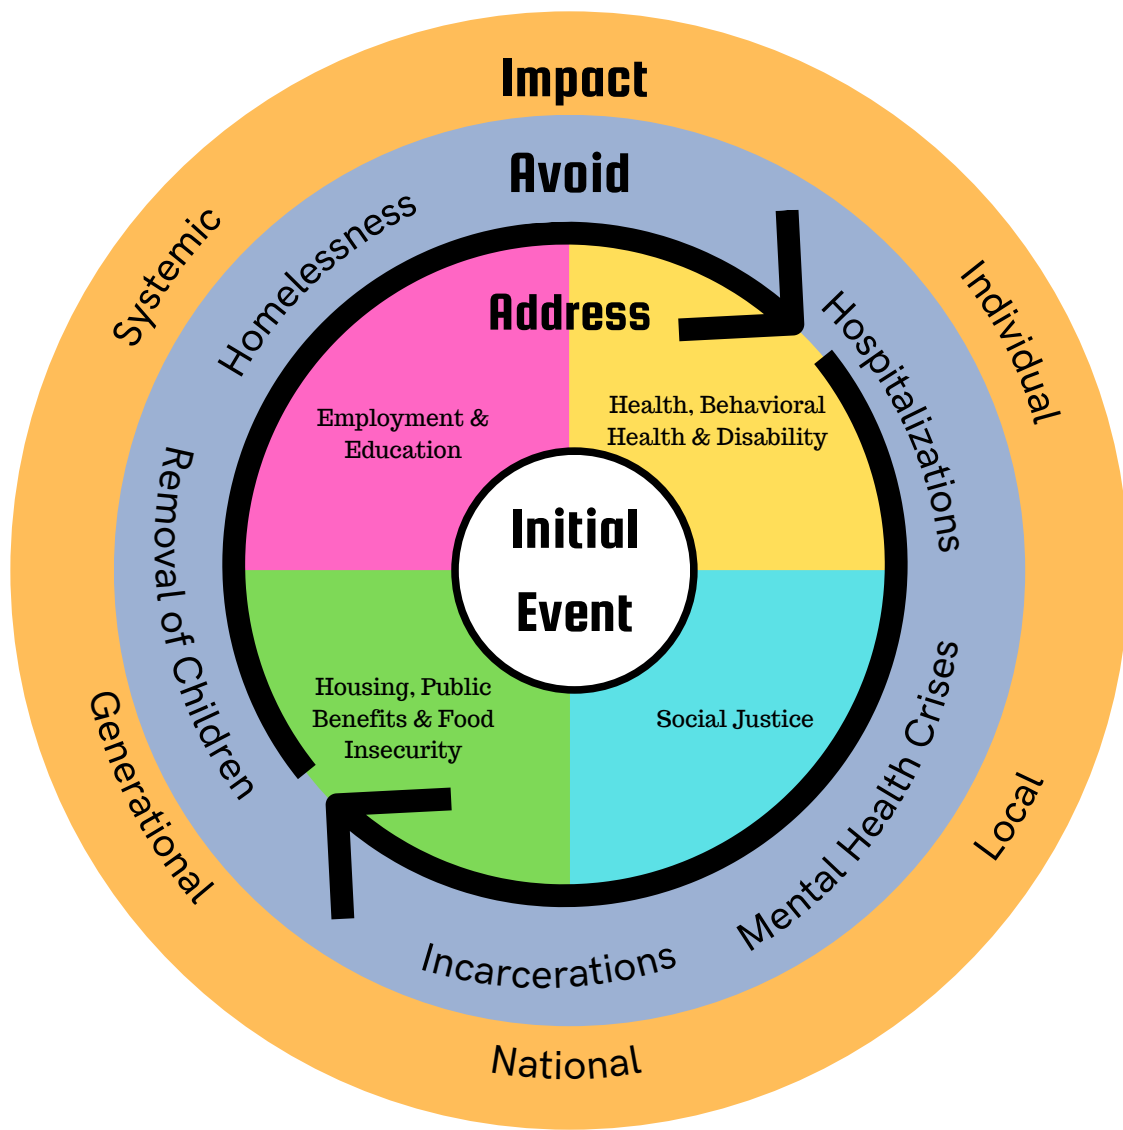 Impact
Individual
Local
National
Generational
Systemic
Avoid
Hospitalizations
Mental Health Crises
Incarcerations
Removal of Children
Homelessness
Address
Employment &
Education
Health, Behavioral
Health & Disability
Housing, Public
Benefits & Food
Insecurity
Social Justice
Initial
Event